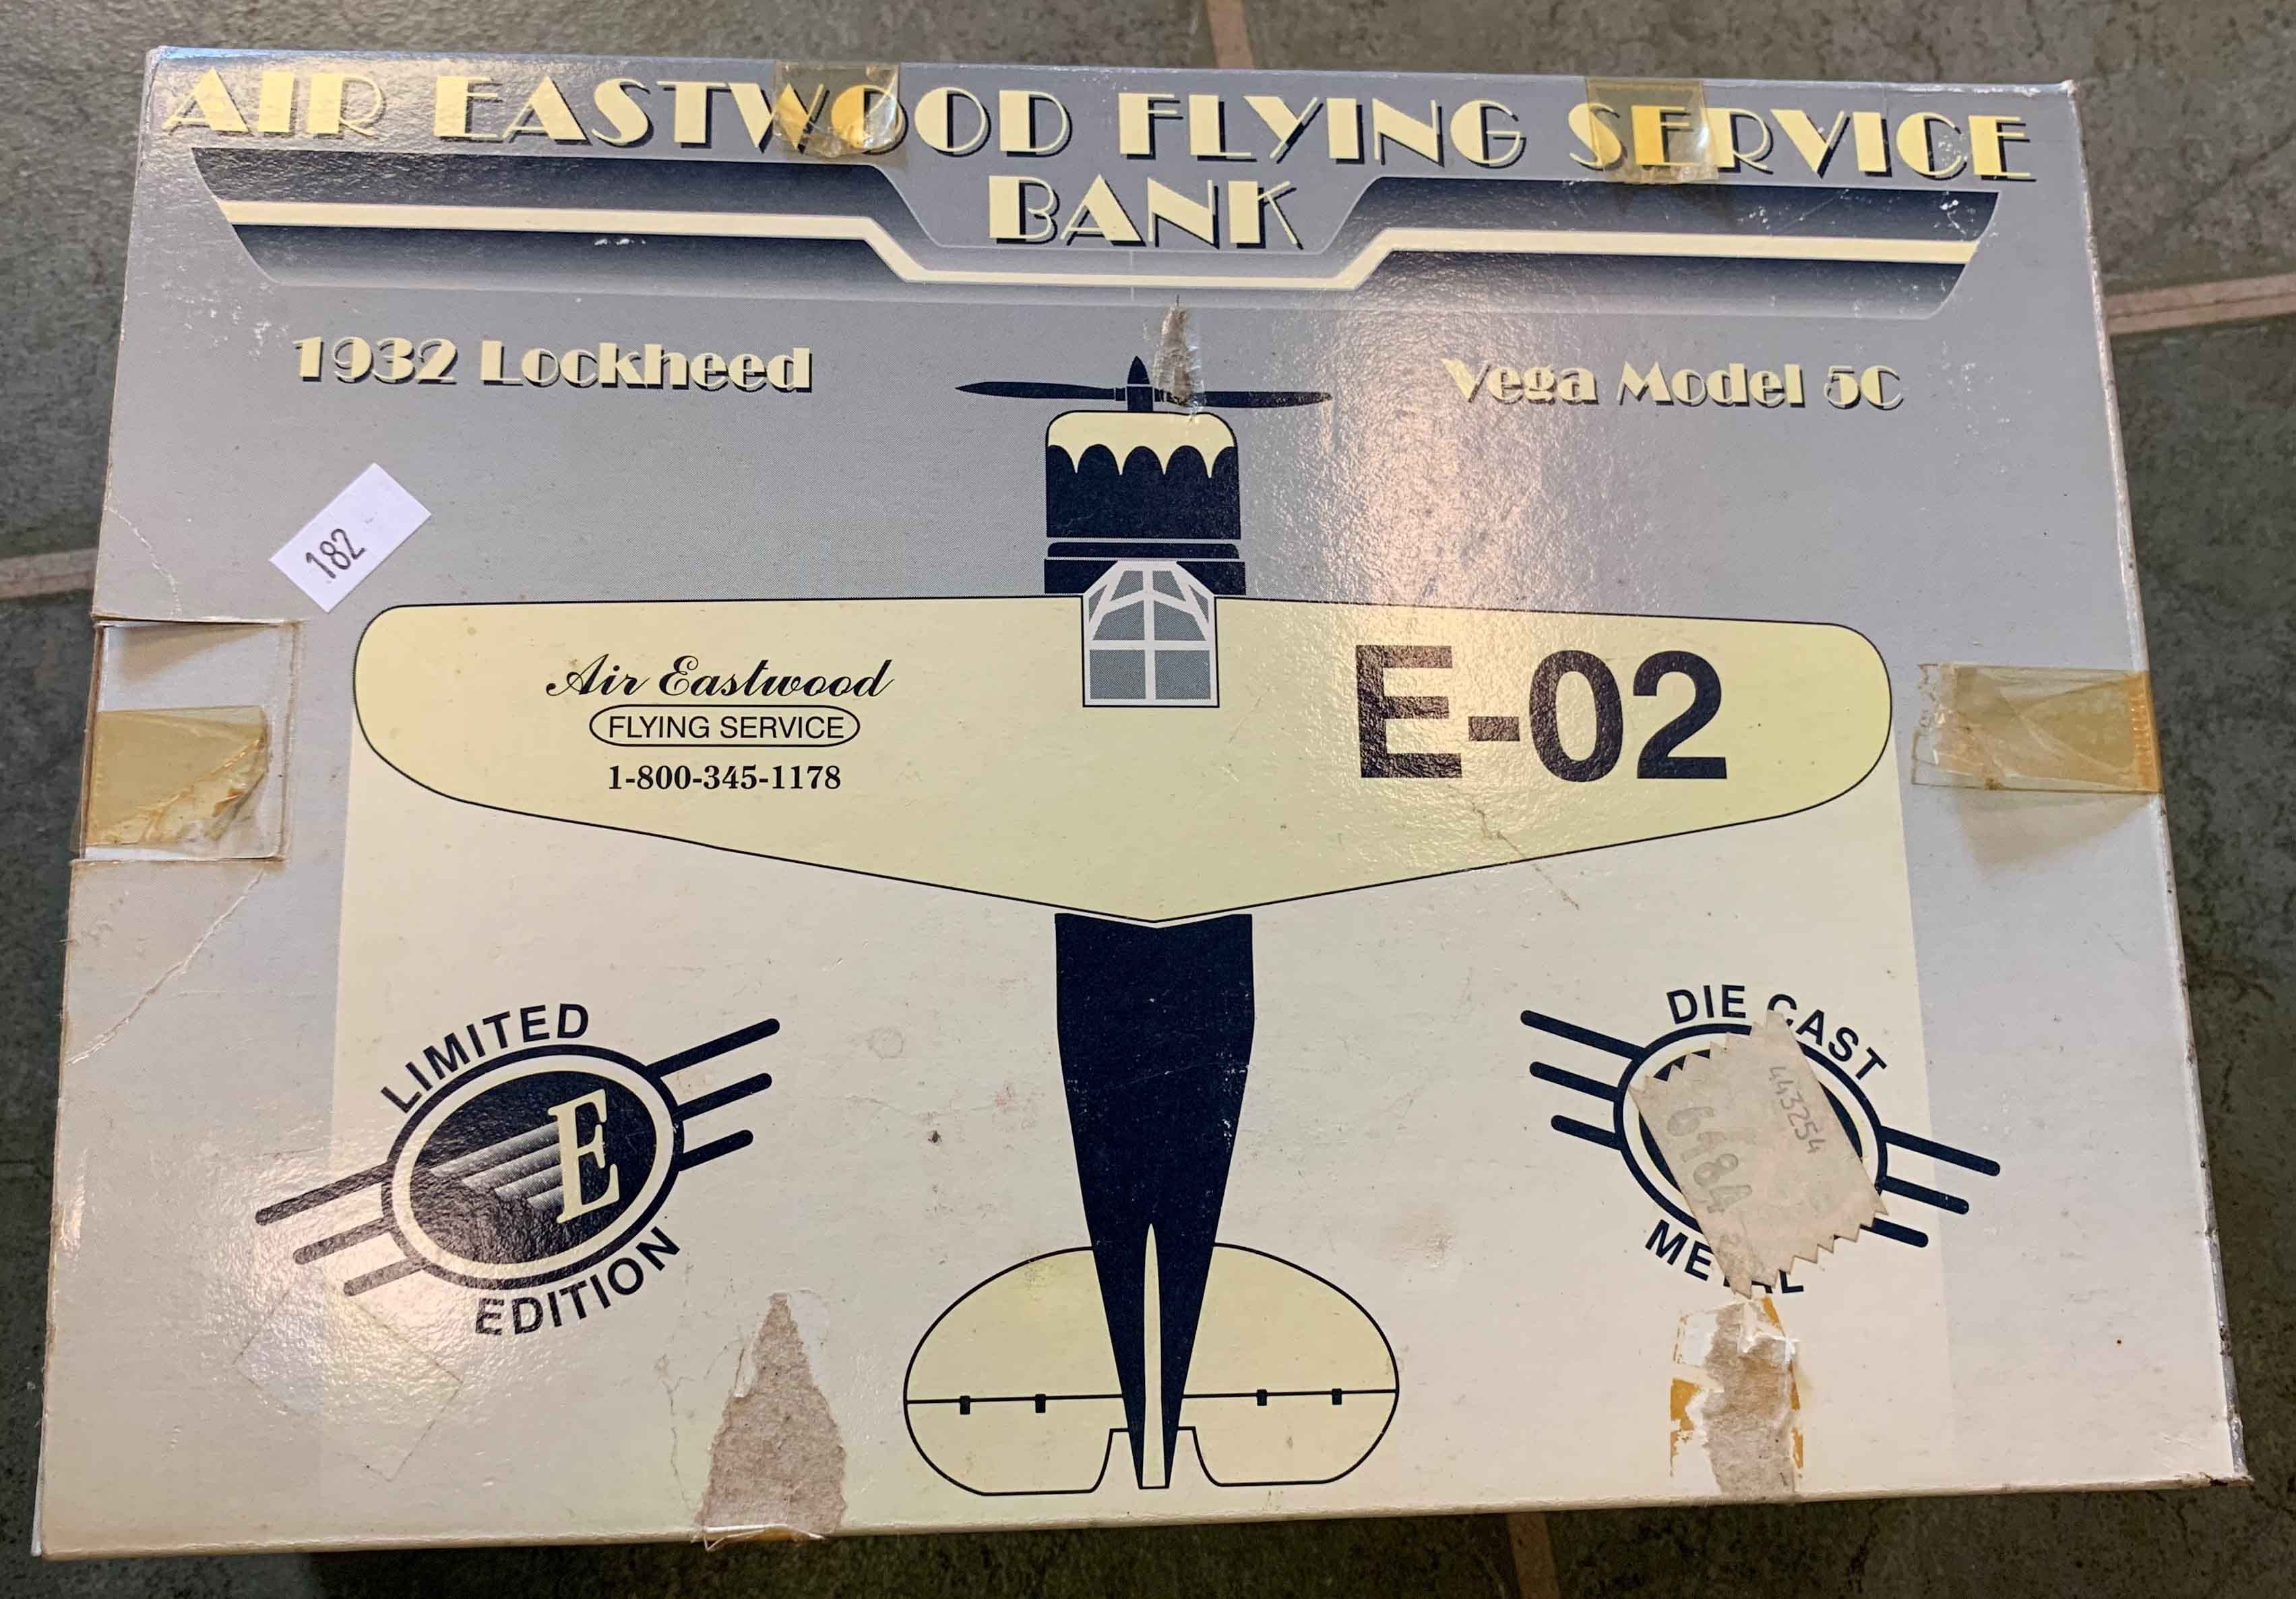 AIR EASTWOOD FLYING SERVICE
BANK
1932 Lockheed
Vega Model 5C
182
Air Eastwood
FLYING SERVICE
1-800-345-1178
E-02
LIMITED
E
EDITION
DIE CAST
443254
METAL